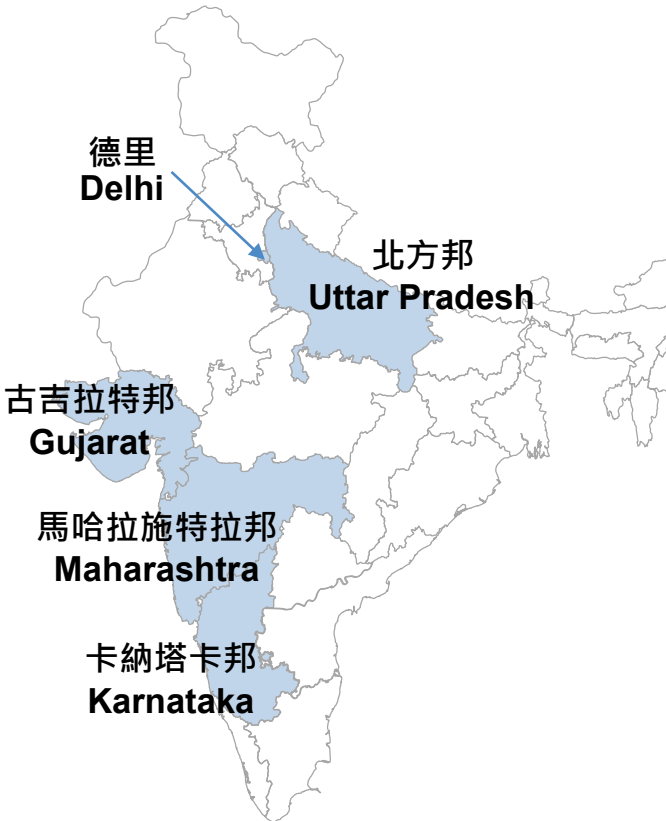 德里
Delhi
北方邦
Uttar Pradesh
古吉拉特邦
Gujarat
馬哈拉施特拉邦
Maharashtra
卡納塔卡邦
Karnataka